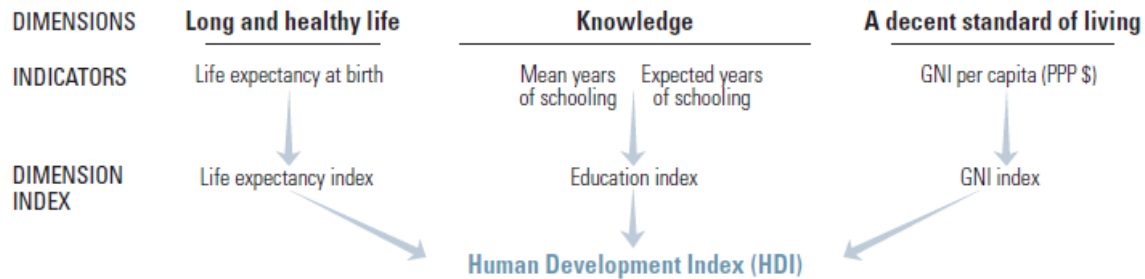 DIMENSIONS Long and healthy life Knowledge A decent standard of living
INDICATORS Life expectancy at birth Mean years Expected years GNI per capita (PPP $)
of schooling of schooling
DIMENSION Life expectancy index Education index GNI index
INDEX
Human Development Index (HDI)